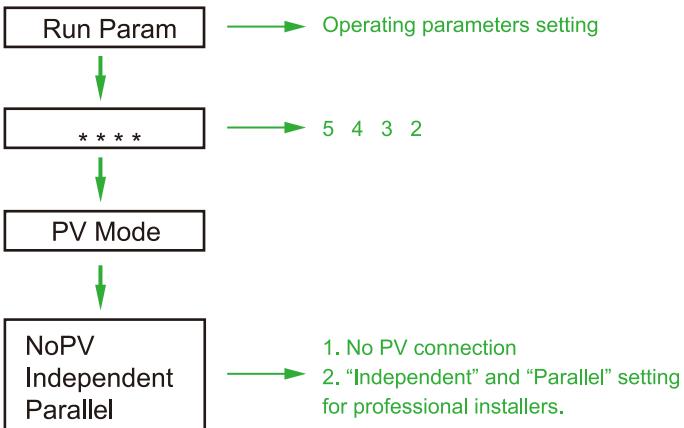 Run Param
Operating parameters setting
* * * *
5 4 3 2
PV Mode
NoPV
Independent
Parallel
1. No PV connection
2. “Independent” and “Parallel” setting
for professional installers.